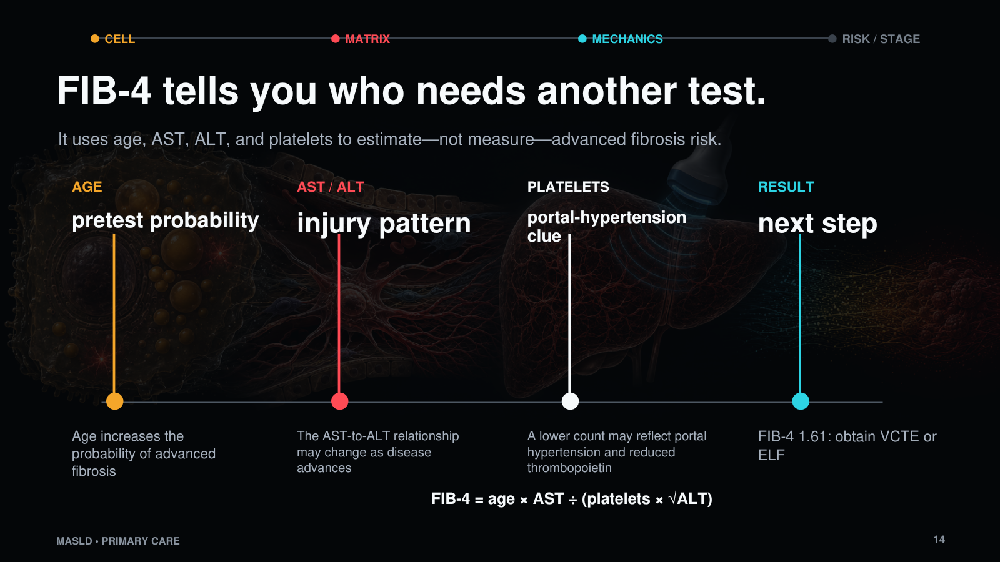 CELL
MATRIX
MECHANICS
RISK / STAGE
FIB-4 tells you who needs another test.
It uses age, AST, ALT, and platelets to estimate—not measure—advanced fibrosis risk.
AGE
pretest probability
Age increases the
probability of advanced
fibrosis
AST / ALT
injury pattern
The AST-to-ALT relationship
may change as disease
advances
PLATELETS
portal-hypertension
clue
A lower count may reflect portal
hypertension and reduced
thrombopoietin
RESULT
next step
FIB-4 1.61: obtain VCTE or
ELF
FIB-4 = age × AST ÷ (platelets × √ALT)
MASLD • PRIMARY CARE
14